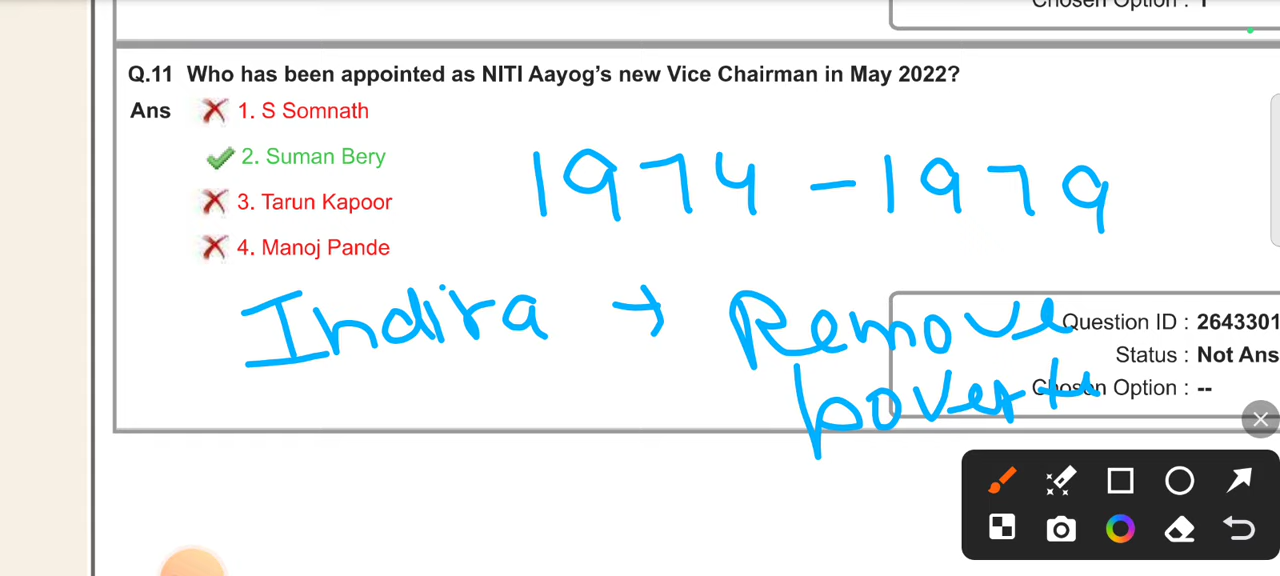 Chosen Option : 1
Q.11 Who has been appointed as NITI Aayog's new Vice Chairman in May 2022?
Ans 1. S Somnath
2. Suman Bery
3. Tarun Kapoor
4. Manoj Pande
1974 - 1979
Indira → Remove
poverty
Question ID : 2643301
Status : Not Ans
Chosen Option : --